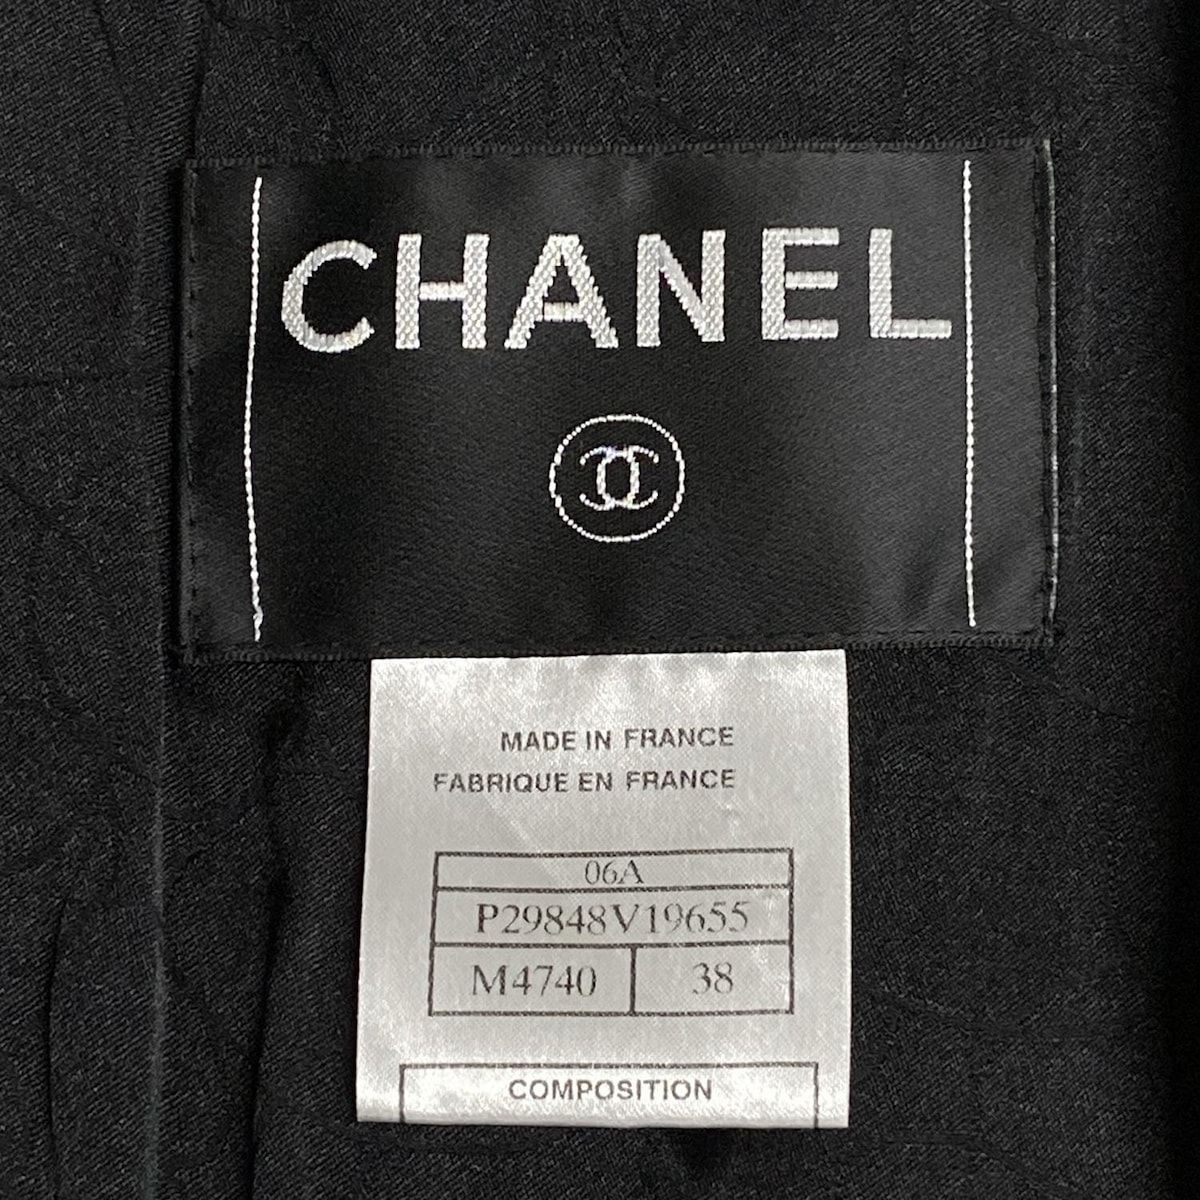 CHANEL
MADE IN FRANCE
FABRIQUE EN FRANCE
06A
P29848V19655
M4740 38
COMPOSITION